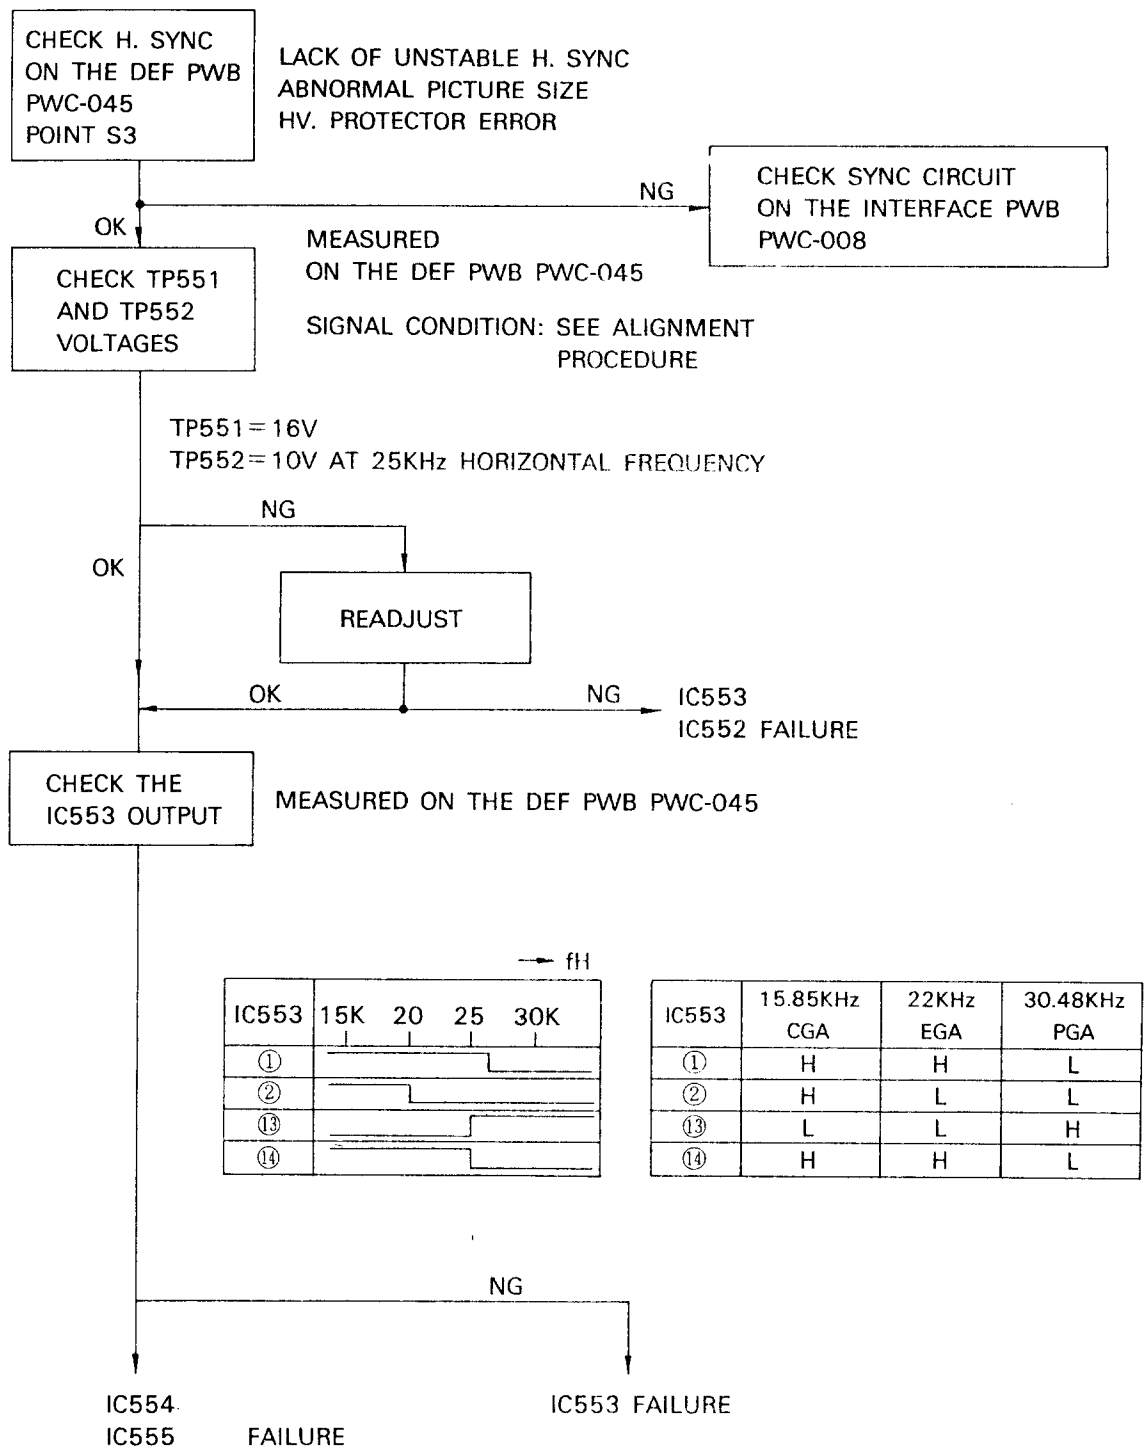 CHECK H. SYNC
ON THE DEF PWB
PWC-045
POINT S3
LACK OF UNSTABLE H. SYNC
ABNORMAL PICTURE SIZE
HV. PROTECTOR ERROR
NG
CHECK SYNC CIRCUIT
ON THE INTERFACE PWB
PWC-008
OK
CHECK TP551
AND TP552
VOLTAGES
MEASURED
ON THE DEF PWB PWC-045
SIGNAL CONDITION: SEE ALIGNMENT
PROCEDURE
TP551=16V
TP552=10V AT 25KHz HORIZONTAL FREQUENCY
NG
OK
READJUST
OK
NG
IC553
IC552 FAILURE
CHECK THE
IC553 OUTPUT
MEASURED ON THE DEF PWB PWC-045
→ fH
IC553 15K 20 25 30K
①
②
⑬
⑭
IC553 15.85KHz CGA 22KHz EGA 30.48KHz PGA
① H H L
② H L L
⑬ L L H
⑭ H H L
NG
IC554
IC555 FAILURE
IC553 FAILURE